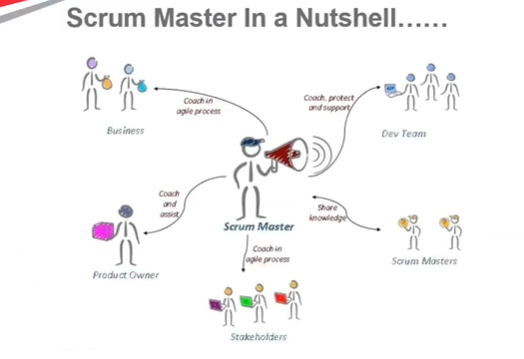 Scrum Master In a Nutshell......
Coach in
agile process
Business
Coach, protect
and support
Dev Team
Coach
and
assist
Product Owner
Scrum Master
Share
knowledge
Scrum Masters
Coach in
agile process
Stakeholders